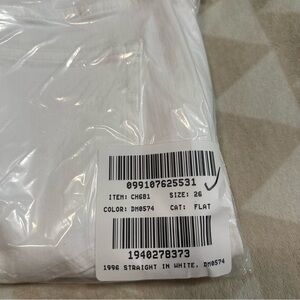 099107625531
ITEM: CH681 SIZE: 26
COLOR: DM0574 CAT: FLAT
1940278373
1996 STRAIGHT IN WHITE, DM0574